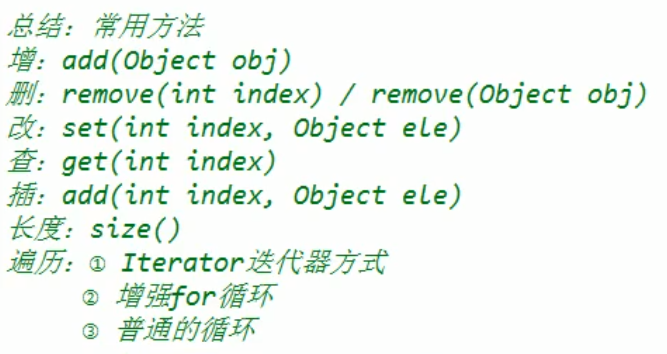 总结：常用方法
增：add(Object obj)
删：remove(int index) / remove(Object obj)
改：set(int index, Object ele)
查：get(int index)
插：add(int index, Object ele)
长度：size()
遍历：① Iterator迭代器方式
② 增强for循环
③ 普通的循环